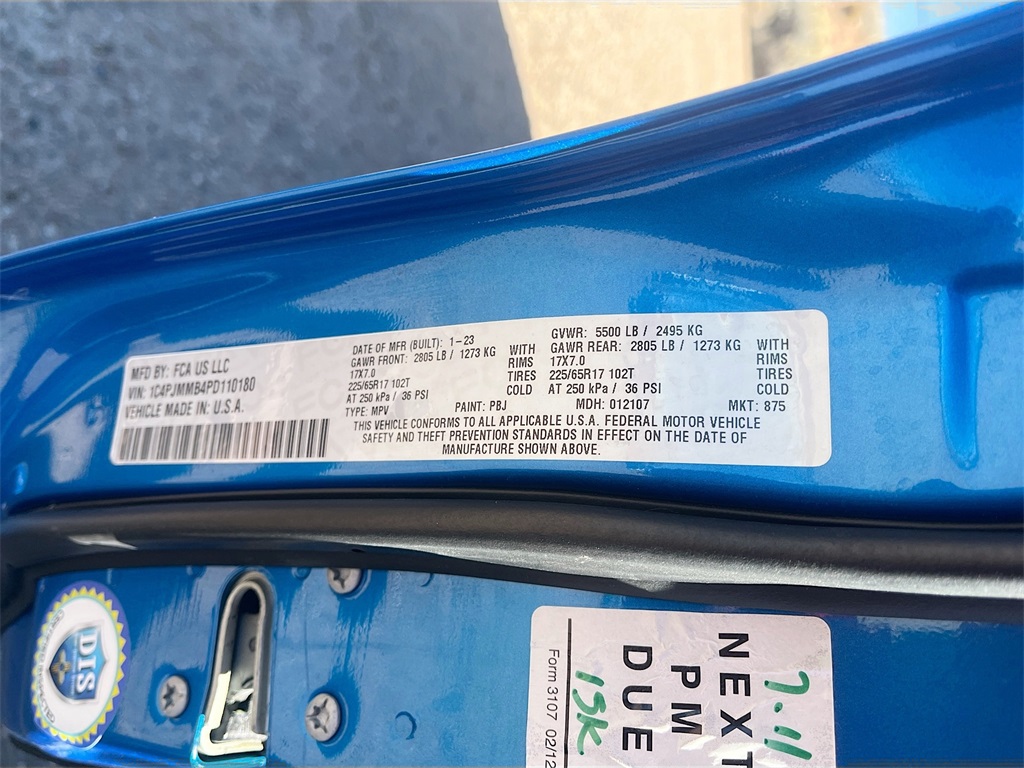 MFD BY: FCA US LLC
VIN: 1C4PJMMB4PD110180
VEHICLE MADE IN: U.S.A.
DATE OF MFR (BUILT): 1-23
GAWR FRONT: 2805 LB / 1273 KG WITH
17X7.0 RIMS
225/65R17 102T TIRES
AT 250 kPa / 36 PSI COLD
GVWR: 5500 LB / 2495 KG
GAWR REAR: 2805 LB / 1273 KG WITH
17X7.0 RIMS
225/65R17 102T TIRES
AT 250 kPa / 36 PSI COLD
TYPE: MPV PAINT: PBJ MDH: 012107 MKT: 875
THIS VEHICLE CONFORMS TO ALL APPLICABLE U.S.A. FEDERAL MOTOR VEHICLE
SAFETY AND THEFT PREVENTION STANDARDS IN EFFECT ON THE DATE OF
MANUFACTURE SHOWN ABOVE.
DIS
NEXT
PM
DUE
7-11
15K
Form 3107 02/12